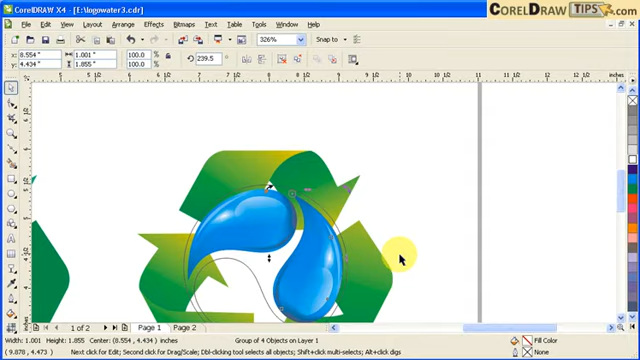 CorelDRAW X4 - [E:\logowater3.cdr]
CORELDRAW TIPS.com
File Edit View Layout Arrange Effects Bitmaps Text Table Tools Window Help
326% Snap to
x: 8.554 " 1.001 " 100.0 239.5
y: 4.434 " 1.855 " 100.0
inches
1 of 2 Page 1 Page 2
Width: 1.001 Height: 1.855 Center: (8.554, 4.434) inches Group of 4 Objects on Layer 1 Fill Color
(9.878, 4.473) Next click for Edit; Second click for Drag/Scale; Dbl-clicking tool selects all objects; Shift+click multi-selects; Alt+click digs None